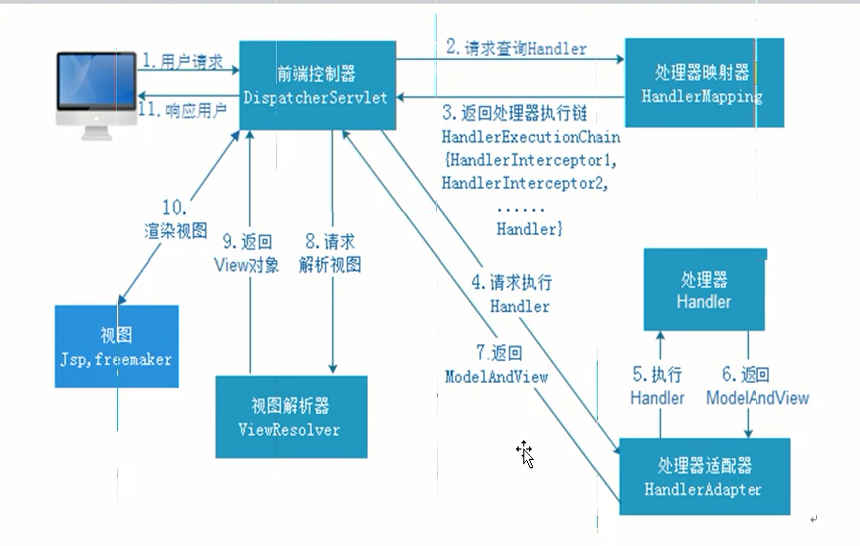 1.用户请求
11.响应用户
前端控制器
DispatcherServlet
2.请求查询Handler
处理器映射器
HandlerMapping
3.返回处理器执行链
HandlerExecutionChain
{HandlerInterceptor1,
HandlerInterceptor2,
......
Handler}
10.
渲染视图
9.返回
View对象
8.请求
解析视图
4.请求执行
Handler
处理器
Handler
视图
Jsp,freemaker
7.返回
ModelAndView
5.执行
Handler
6.返回
ModelAndView
视图解析器
ViewResolver
处理器适配器
HandlerAdapter